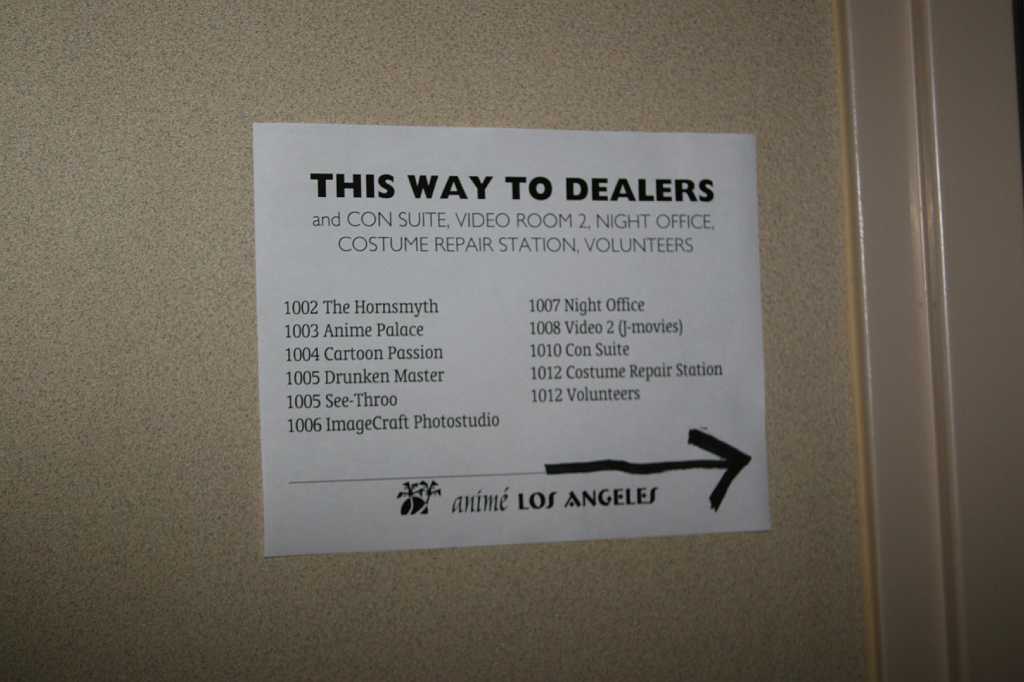 THIS WAY TO DEALERS
and CON SUITE, VIDEO ROOM 2, NIGHT OFFICE,
COSTUME REPAIR STATION, VOLUNTEERS
1002 The Hornsmyth
1003 Anime Palace
1004 Cartoon Passion
1005 Drunken Master
1005 See-Throo
1006 ImageCraft Photostudio
1007 Night Office
1008 Video 2 (J-movies)
1010 Con Suite
1012 Costume Repair Station
1012 Volunteers
animé LOS ANGELES